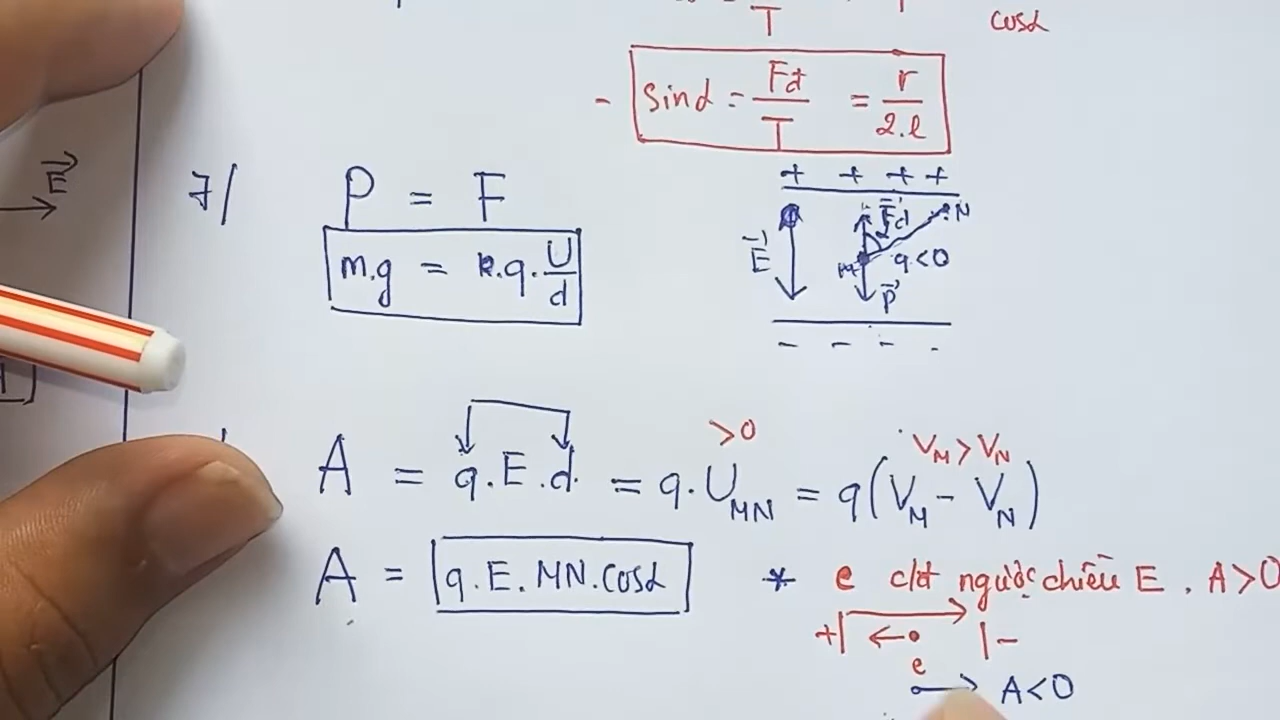 T
cosα
- Sinα = Fđ/T = r/2.l
+ + + +
E
7/ P = F
Fđ N
E M q<0
m.g = q.U/d
P
- - - -
>0 VM > VN
A = q.E.d = q.UMN = q(VM - VN)
A = q.E.MN.Cosα * e c/đ ngược chiều E. A>0
+| ← |-
e
→ A<0